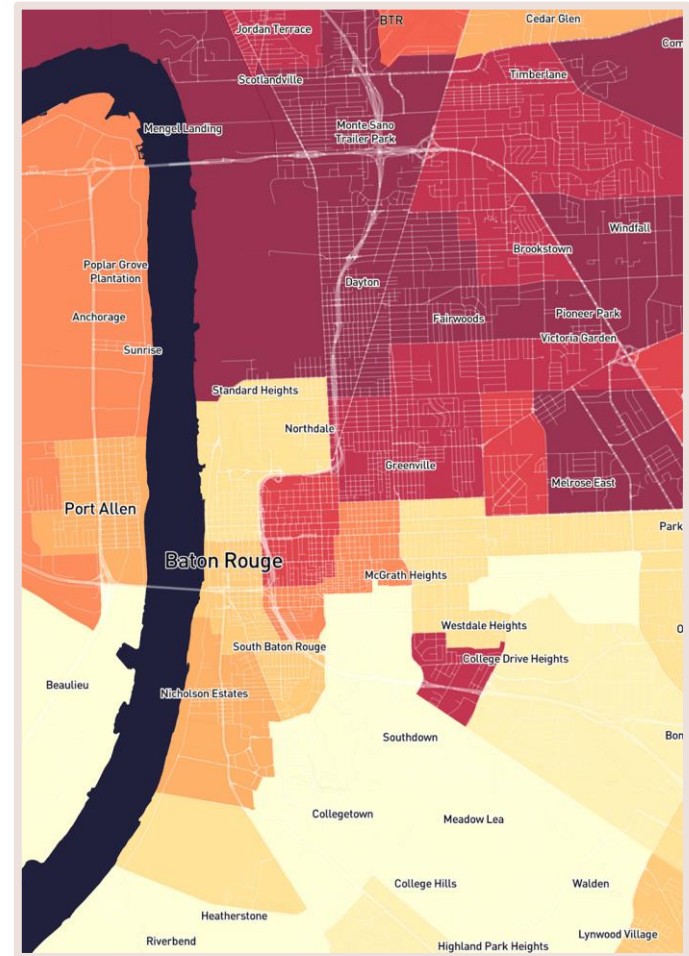 BTR
Cedar Glen
Jordan Terrace
Com
Timberlane
Scotlandville
Mengel Landing
Monte Sano
Trailer Park
Windfall
Brookstown
Poplar Grove
Plantation
Dayton
Anchorage
Fairwoods
Pioneer Park
Victoria Garden
Sunrise
Standard Heights
Northdale
Greenville
Melrose East
Port Allen
Park
Baton Rouge
McGrath Heights
Westdale Heights
O
South Baton Rouge
College Drive Heights
Beaulieu
Nicholson Estates
Southdown
Bon
Collegetown
Meadow Lea
College Hills
Walden
Heatherstone
Lynwood Village
Riverbend
Highland Park Heights